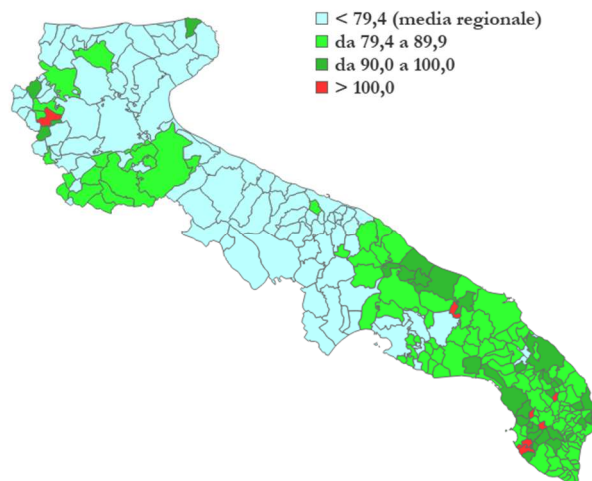 < 79,4 (media regionale)
da 79,4 a 89,9
da 90,0 a 100,0
> 100,0